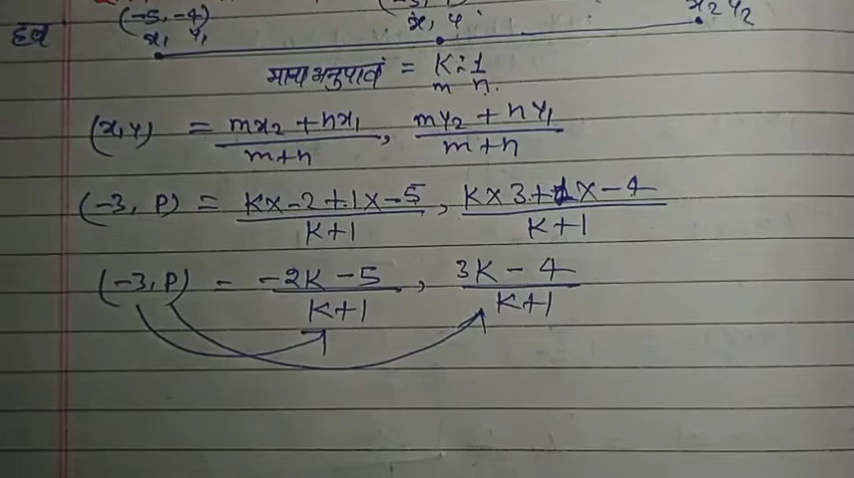 हल (-5, -4)
x₁ y₁ x, y x₂ y₂
माना अनुपात = K:1
m n.
(x, y) = mx₂ + nx₁ / m+n , my₂ + ny₁ / m+n
(-3, P) = K×-2+1×-5 / K+1 , K×3+1×-4 / K+1
(-3, P) = -2K-5 / K+1 , 3K-4 / K+1